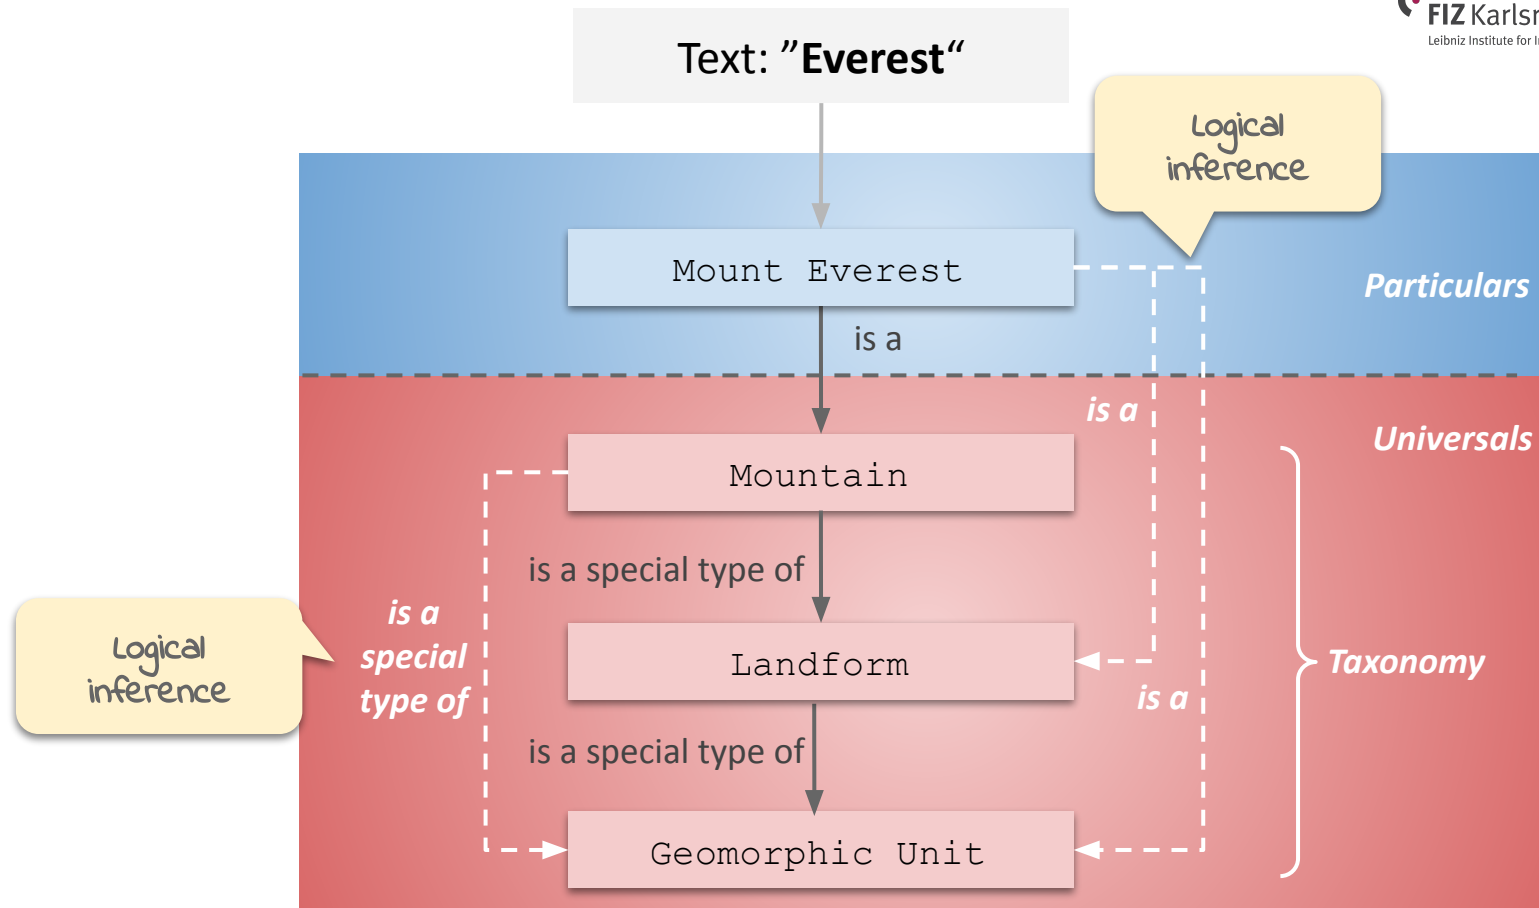 FIZ Karlsr
Leibniz Institute for In
Text: ”Everest“
Logical
inference
Mount Everest
Particulars
is a
is a
Universals
Mountain
is a special type of
is a
special
type of
Logical
inference
Landform
Taxonomy
is a
is a special type of
Geomorphic Unit